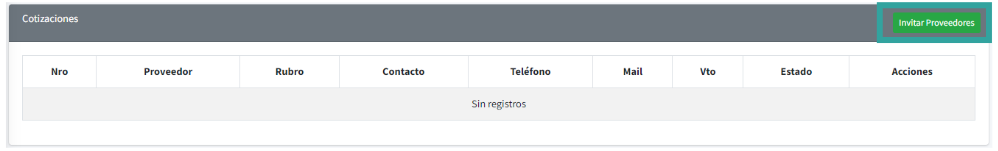 Cotizaciones
Invitar Proveedores
Nro Proveedor Rubro Contacto Teléfono Mail Vto Estado Acciones
Sin registros